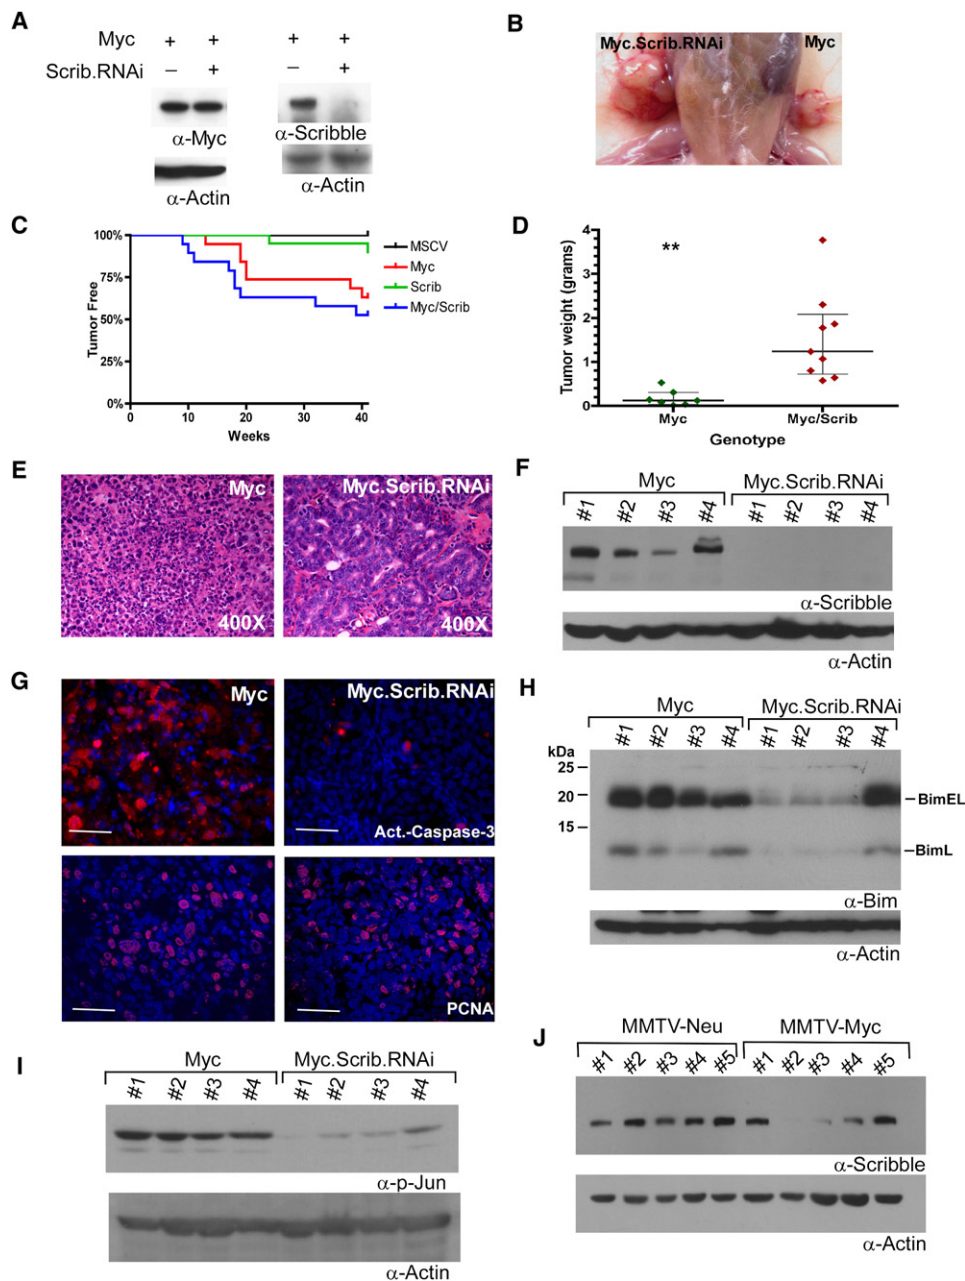 A
Myc + + + +
Scrib.RNAi – + – +
α-Myc
α-Scribble
α-Actin
α-Actin
B
Myc.Scrib.RNAi Myc
C
100%
75%
50%
25%
0%
Tumor Free
0 10 20 30 40
Weeks
MSCV
Myc
Scrib
Myc/Scrib
D
**
4
3
2
1
0
Tumor weight (grams)
Myc Myc/Scrib
Genotype
E
Myc
400X
Myc.Scrib.RNAi
400X
F
Myc Myc.Scrib.RNAi
#1 #2 #3 #4 #1 #2 #3 #4
α-Scribble
α-Actin
G
Myc
Myc.Scrib.RNAi
Act.-Caspase-3
PCNA
H
Myc Myc.Scrib.RNAi
#1 #2 #3 #4 #1 #2 #3 #4
kDa
25
20
15
BimEL
BimL
α-Bim
α-Actin
I
Myc Myc.Scrib.RNAi
#1 #2 #3 #4 #1 #2 #3 #4
α-p-Jun
α-Actin
J
MMTV-Neu MMTV-Myc
#1 #2 #3 #4 #5 #1 #2 #3 #4 #5
α-Scribble
α-Actin